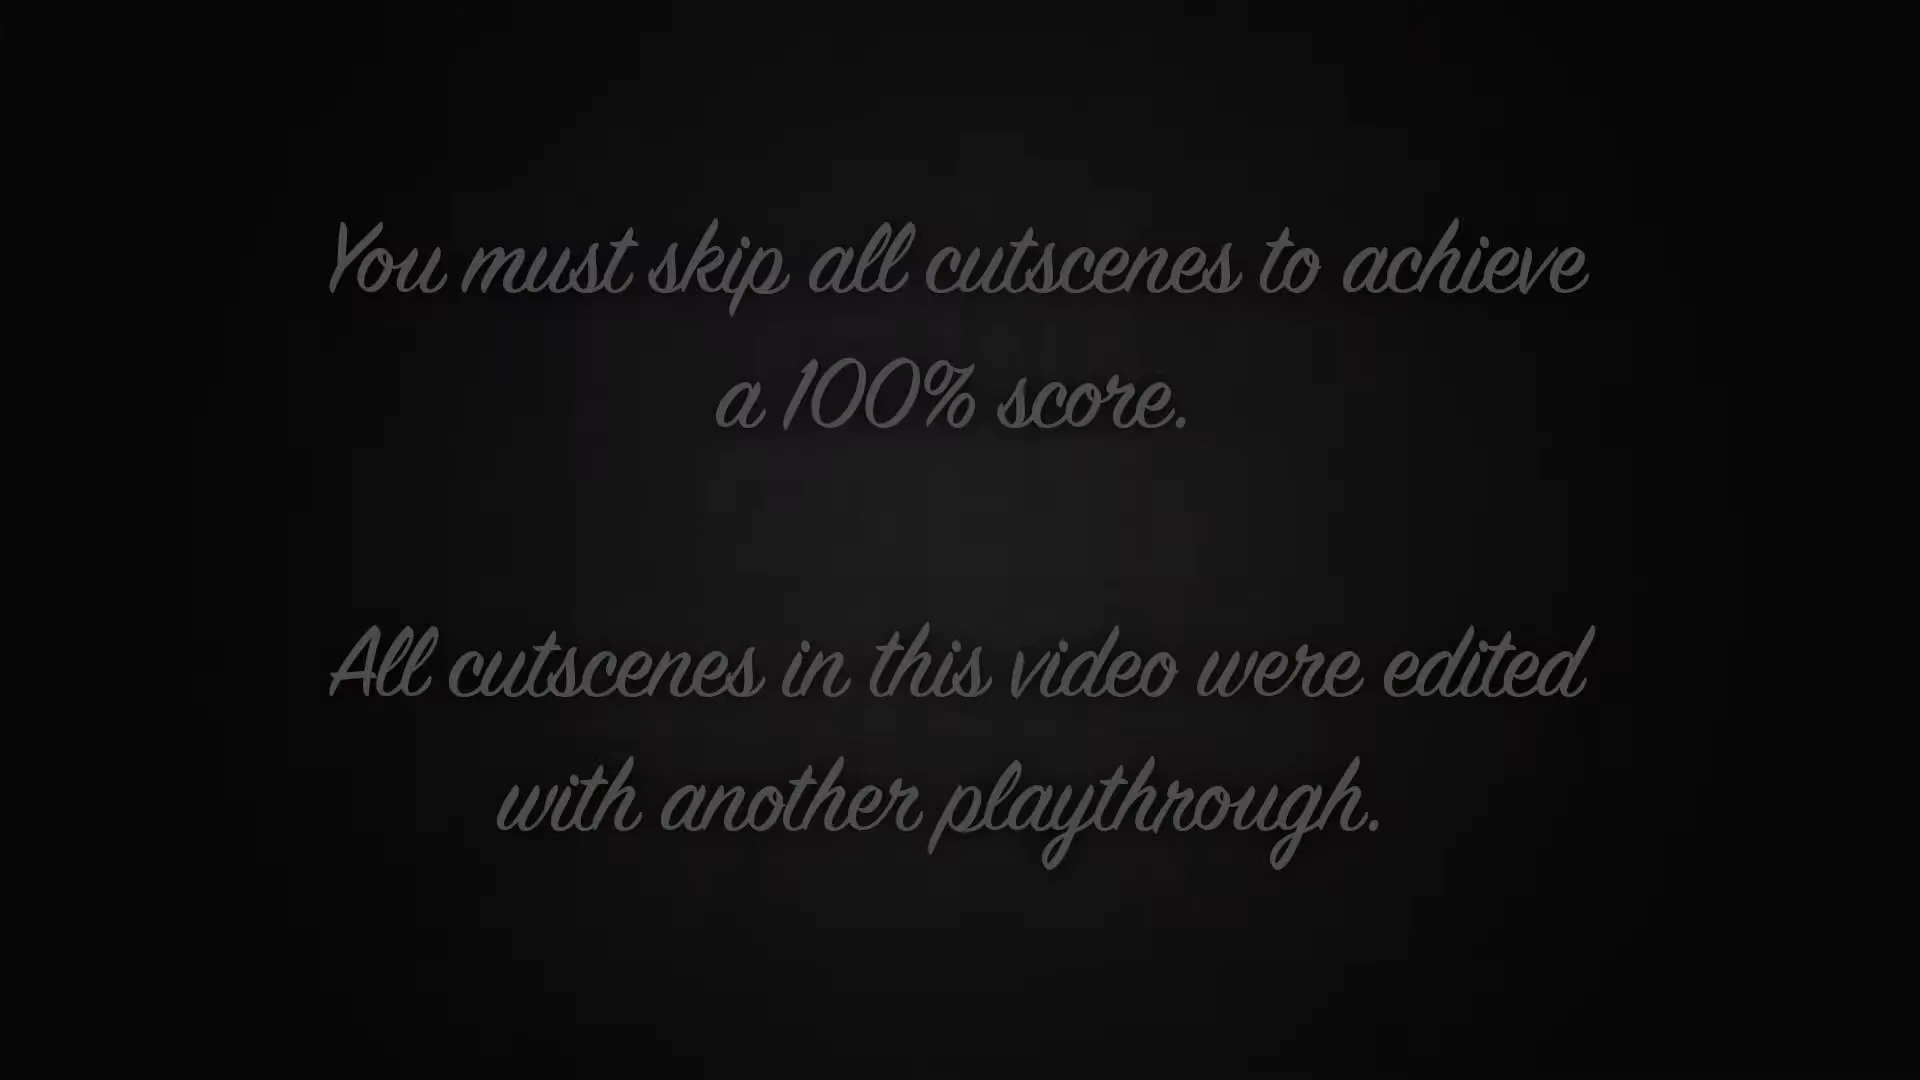 You must skip all cutscenes to achieve
a 100% score.
All cutscenes in this video were edited
with another playthrough.